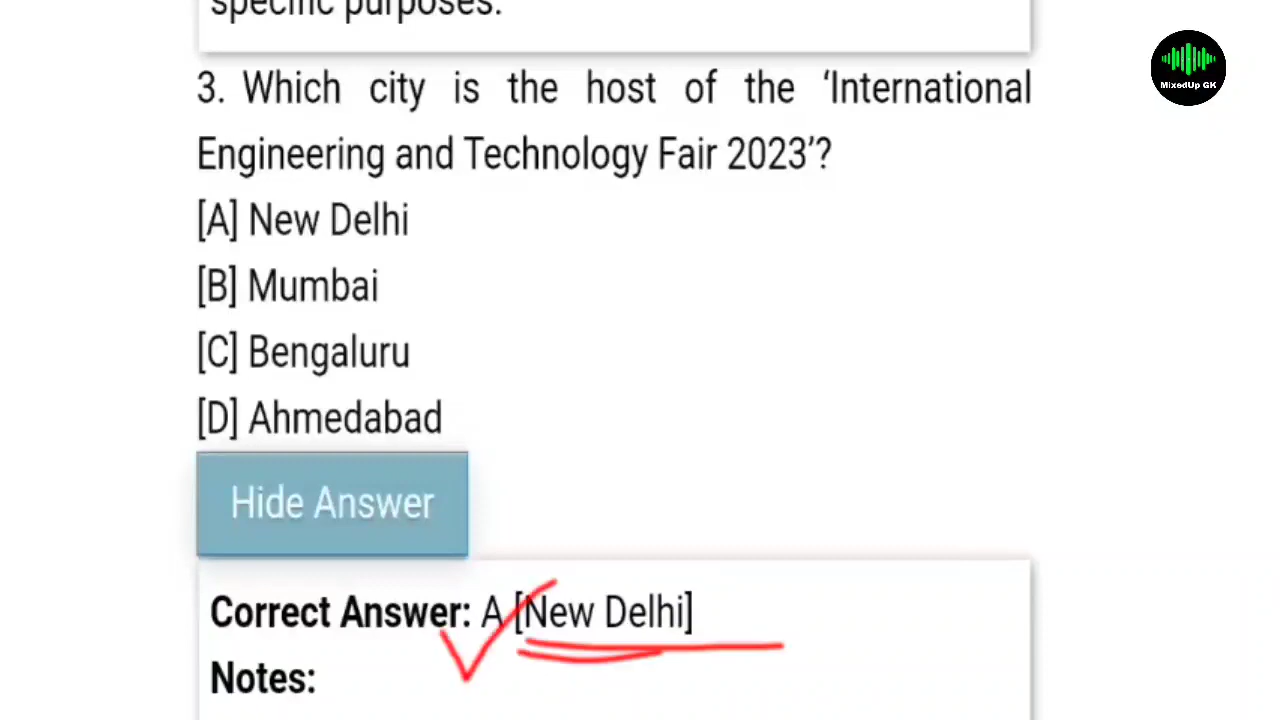 specific purposes.
MixedUp GK
3. Which city is the host of the ‘International
Engineering and Technology Fair 2023’?
[A] New Delhi
[B] Mumbai
[C] Bengaluru
[D] Ahmedabad
Hide Answer
Correct Answer: A [New Delhi]
Notes: